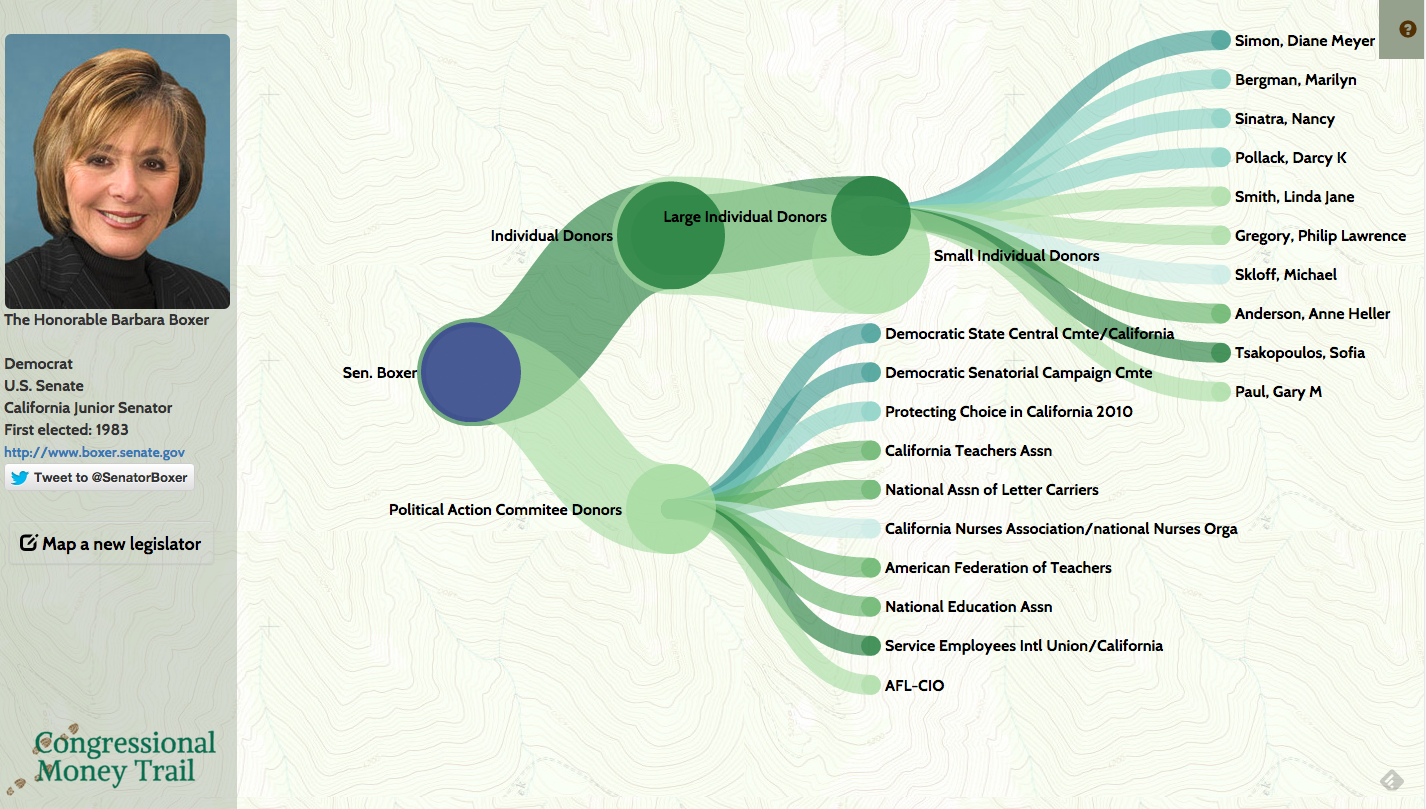 The Honorable Barbara Boxer
Democrat
U.S. Senate
California Junior Senator
First elected: 1983
http://www.boxer.senate.gov
Tweet to @SenatorBoxer
Map a new legislator
Congressional
Money Trail
Sen. Boxer
Individual Donors
Political Action Commitee Donors
Large Individual Donors
Small Individual Donors
Simon, Diane Meyer
Bergman, Marilyn
Sinatra, Nancy
Pollack, Darcy K
Smith, Linda Jane
Gregory, Philip Lawrence
Skloff, Michael
Anderson, Anne Heller
Tsakopoulos, Sofia
Paul, Gary M
Democratic State Central Cmte/California
Democratic Senatorial Campaign Cmte
Protecting Choice in California 2010
California Teachers Assn
National Assn of Letter Carriers
California Nurses Association/national Nurses Orga
American Federation of Teachers
National Education Assn
Service Employees Intl Union/California
AFL-CIO
?